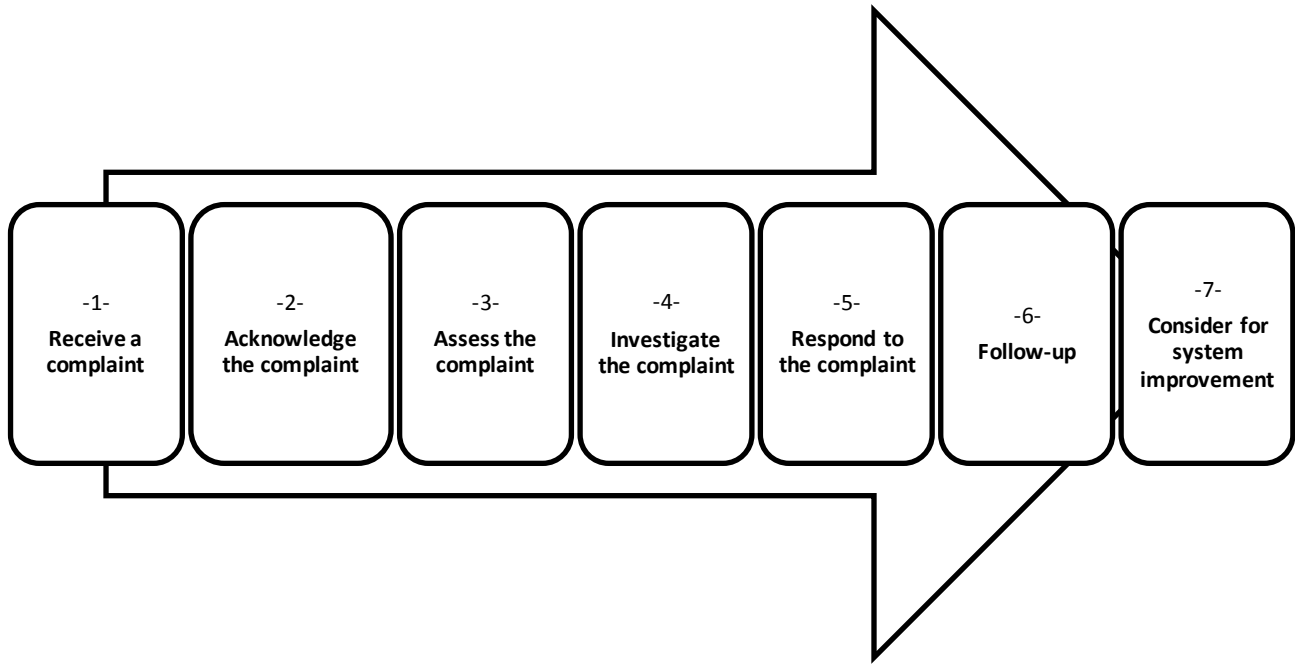 -1-
Receive a
complaint
-2-
Acknowledge
the complaint
-3-
Assess the
complaint
-4-
Investigate
the complaint
-5-
Respond to
the complaint
-6-
Follow-up
-7-
Consider for
system
improvement